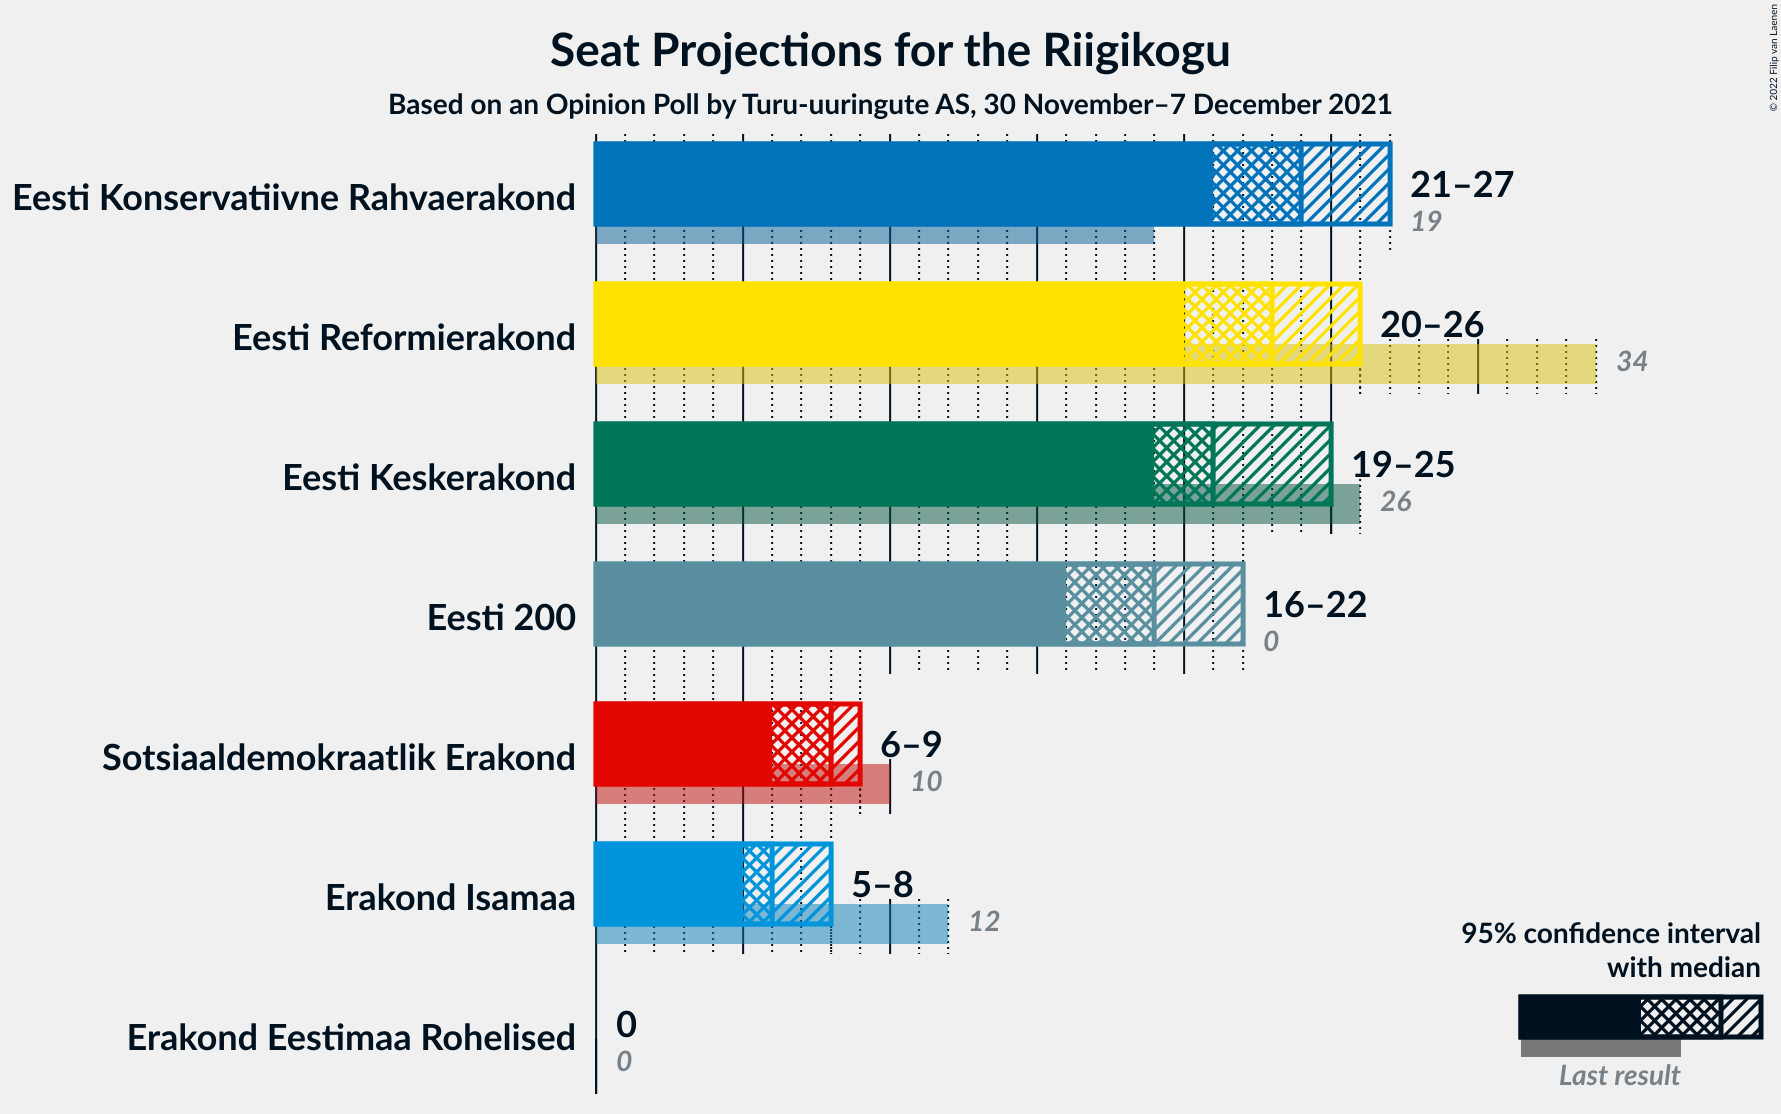 Seat Projections for the Riigikogu
Based on an Opinion Poll by Turu-uuringute AS, 30 November–7 December 2021
© 2022 Filip van Laenen
Eesti Konservatiivne Rahvaerakond
21–27
19
Eesti Reformierakond
20–26
34
Eesti Keskerakond
19–25
26
Eesti 200
16–22
0
Sotsiaaldemokraatlik Erakond
6–9
10
Erakond Isamaa
5–8
12
Erakond Eestimaa Rohelised
0
0
95% confidence interval
with median
Last result